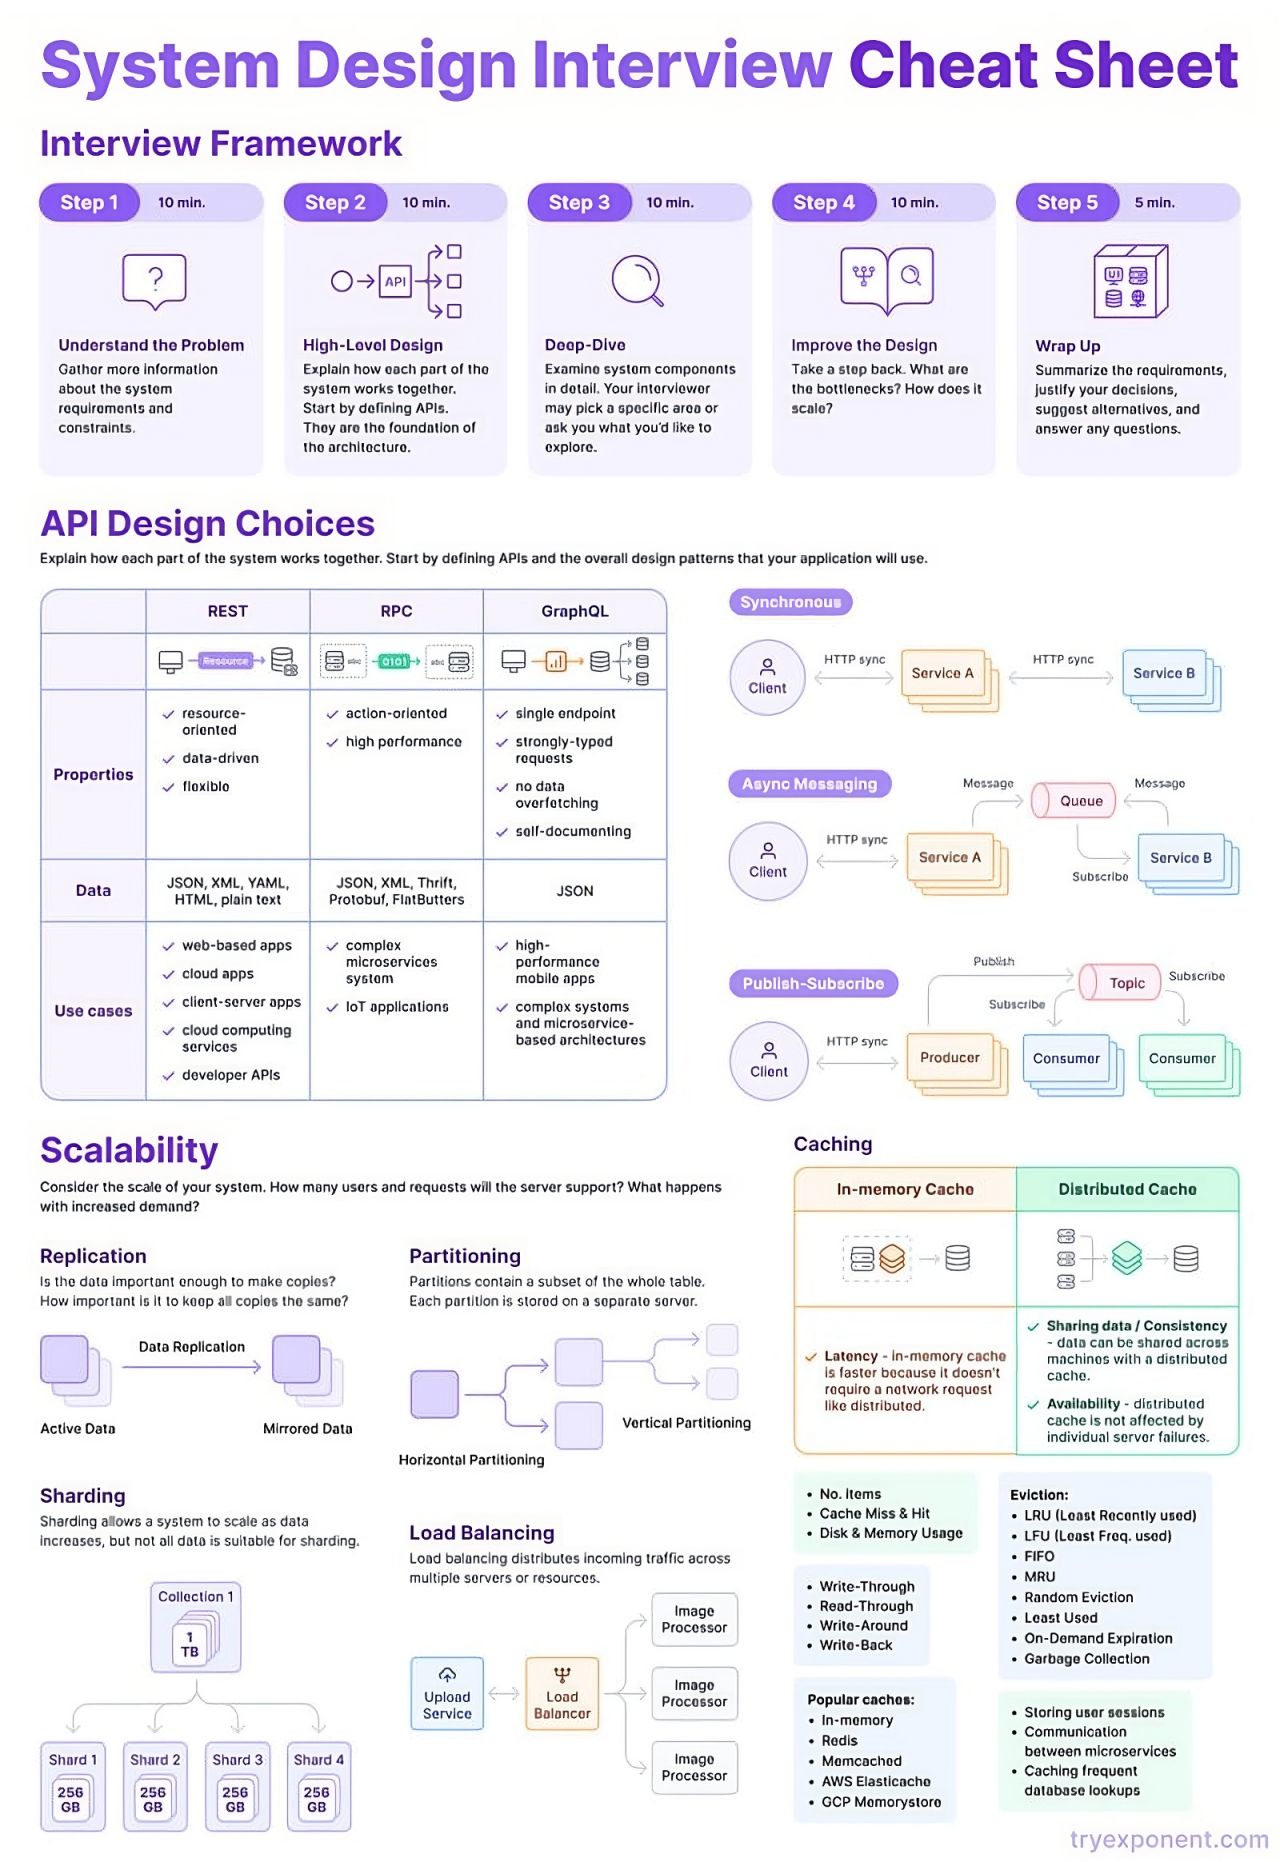 System Design Interview Cheat Sheet
Interview Framework
Step 1 10 min.
?
Understand the Problem
Gather more information
about the system
requirements and
constraints.
Step 2 10 min.
API
High-Level Design
Explain how each part of the
system works together.
Start by defining APIs.
They are the foundation of
the architecture.
Step 3 10 min.
Deep-Dive
Examine system components
in detail. Your interviewer
may pick a specific area or
ask you what you'd like to
explore.
Step 4 10 min.
Improve the Design
Take a step back. What are
the bottlenecks? How does it
scale?
Step 5 5 min.
UI
Wrap Up
Summarize the requirements,
justify your decisions,
suggest alternatives, and
answer any questions.
API Design Choices
Explain how each part of the system works together. Start by defining APIs and the overall design patterns that your application will use.
REST RPC GraphQL
Resource 0101
Properties
resource-
oriented
data-driven
flexible
action-oriented
high performance
single endpoint
strongly-typed
requests
no data
overfetching
self-documenting
Data
JSON, XML, YAML,
HTML, plain text
JSON, XML, Thrift,
Protobuf, FlatButters
JSON
Use cases
web-based apps
cloud apps
client-server apps
cloud computing
services
developer APIs
complex
microservices
system
IoT applications
high-
performance
mobile apps
complex systems
and microservice-
based architectures
Synchronous
Client
HTTP sync
Service A
HTTP sync
Service B
Async Messaging
Client
HTTP sync
Service A
Message
Queue
Message
Subscribe
Service B
Publish-Subscribe
Client
HTTP sync
Producer
Publish
Topic
Subscribe
Subscribe
Consumer
Consumer
Scalability
Consider the scale of your system. How many users and requests will the server support? What happens
with increased demand?
Replication
Is the data important enough to make copies?
How important is it to keep all copies the same?
Data Replication
Active Data
Mirrored Data
Partitioning
Partitions contain a subset of the whole table.
Each partition is stored on a separate server.
Vertical Partitioning
Horizontal Partitioning
Sharding
Sharding allows a system to scale as data
increases, but not all data is suitable for sharding.
Collection 1
1
TB
Shard 1
256
GB
Shard 2
256
GB
Shard 3
256
GB
Shard 4
256
GB
Load Balancing
Load balancing distributes incoming traffic across
multiple servers or resources.
Upload
Service
Load
Balancer
Image
Processor
Image
Processor
Image
Processor
Caching
In-memory Cache
Distributed Cache
Latency - in-memory cache
is faster because it doesn't
require a network request
like distributed.
Sharing data / Consistency
- data can be shared across
machines with a distributed
cache.
Availability - distributed
cache is not affected by
individual server failures.
• No. items
• Cache Miss & Hit
• Disk & Memory Usage
• Write-Through
• Read-Through
• Write-Around
• Write-Back
Popular caches:
• In-memory
• Redis
• Memcached
• AWS Elasticache
• GCP Memorystore
Eviction:
• LRU (Least Recently used)
• LFU (Least Freq. used)
• FIFO
• MRU
• Random Eviction
• Least Used
• On-Demand Expiration
• Garbage Collection
• Storing user sessions
• Communication
between microservices
• Caching frequent
database lookups
tryexponent.com